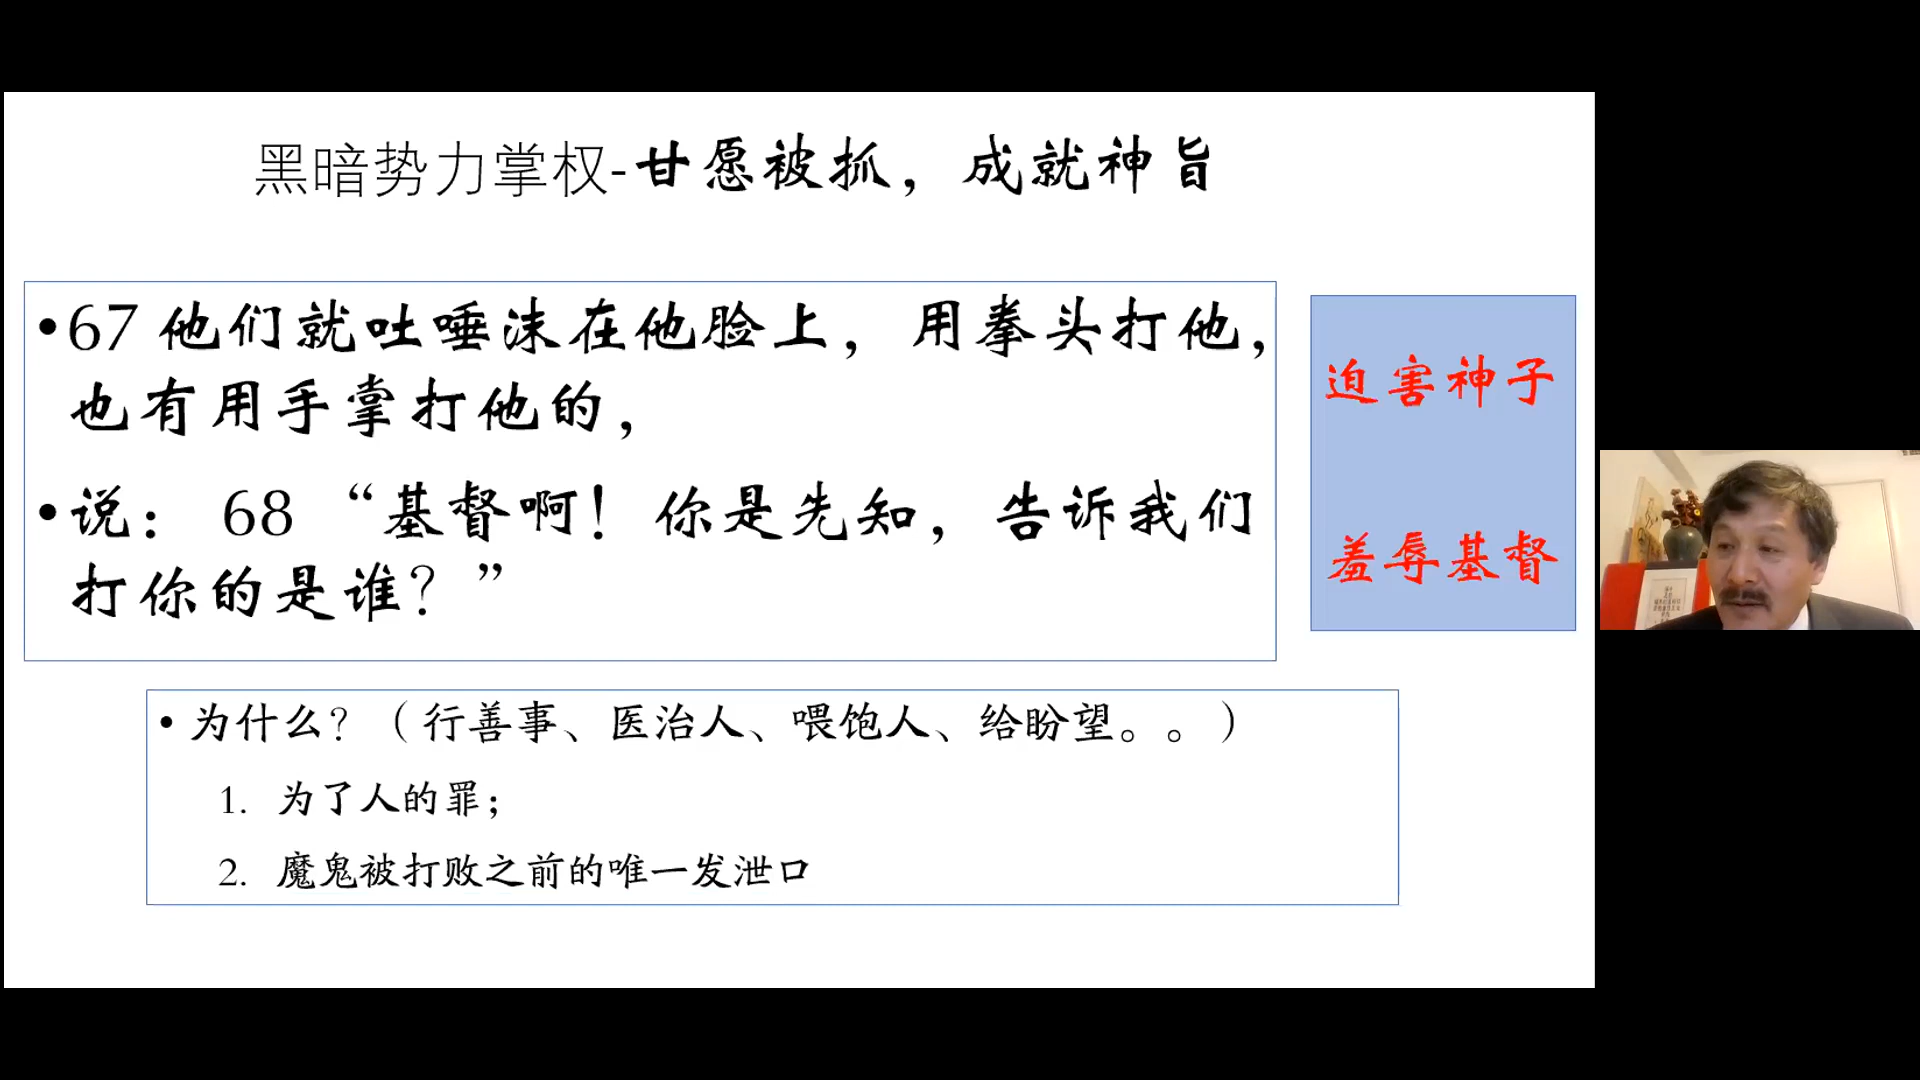 黑暗势力掌权-甘愿被抓，成就神旨
•67 他们就吐唾沫在他脸上，用拳头打他，
也有用手掌打他的，
•说： 68 “基督啊！你是先知，告诉我们
打你的是谁？”
迫害神子
羞辱基督
• 为什么？（行善事、医治人、喂饱人、给盼望。。）
1. 为了人的罪；
2. 魔鬼被打败之前的唯一发泄口